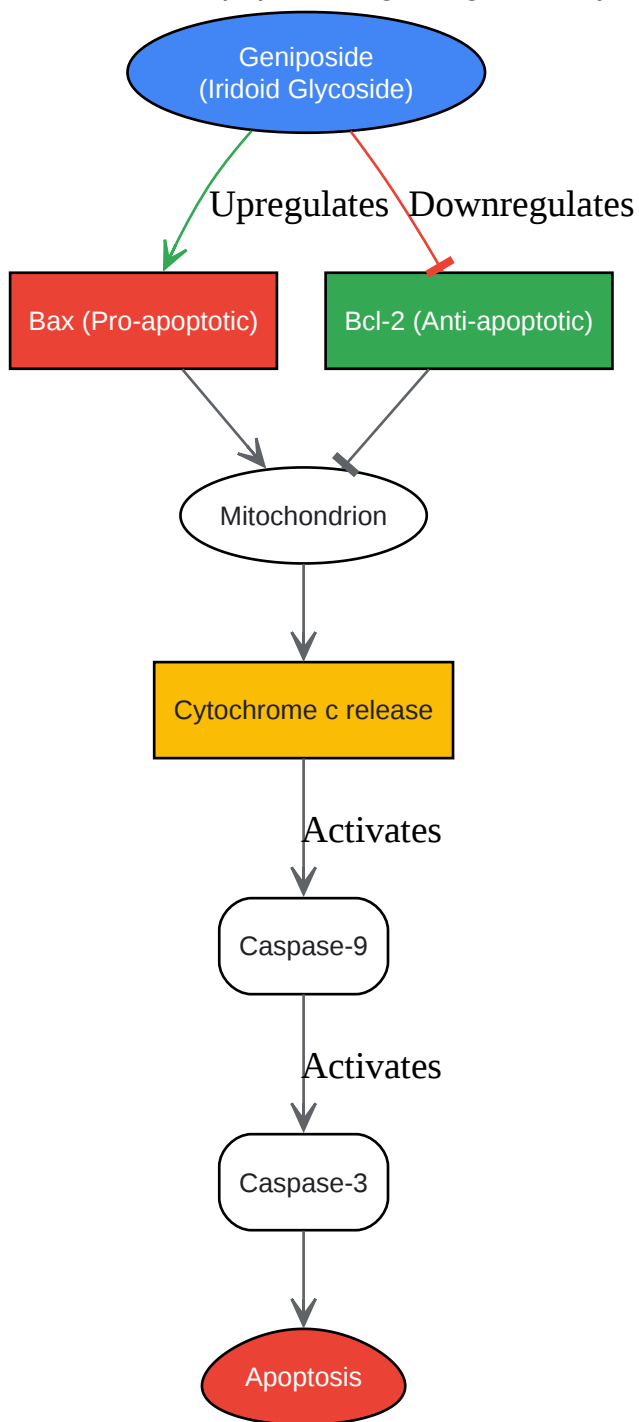 Geniposide
(Iridoid Glycoside)
Upregulates
Downregulates
Bax (Pro-apoptotic)
Bcl-2 (Anti-apoptotic)
Mitochondrion
Cytochrome c release
Activates
Caspase-9
Activates
Caspase-3
Apoptosis